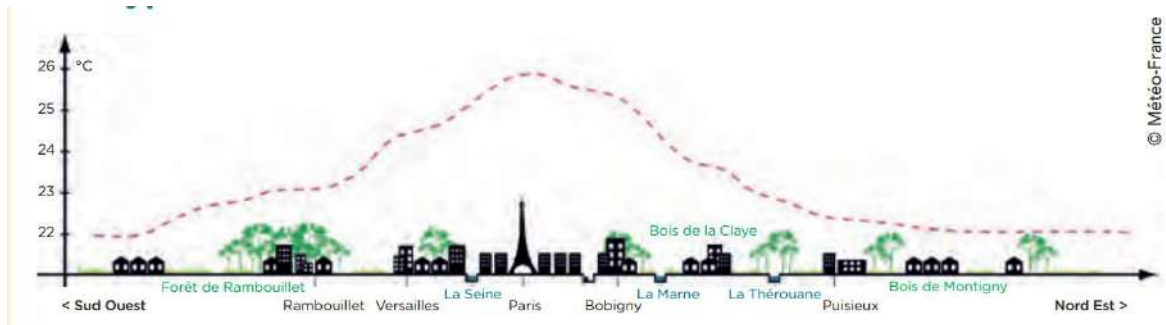 26
°C
25
24
23
22
Bois de la Claye
Forêt de Rambouillet
La Seine
La Marne
La Thérouane
Bois de Montigny
< Sud Ouest
Rambouillet
Versailles
Paris
Bobigny
Puisieux
Nord Est >
© Météo-France